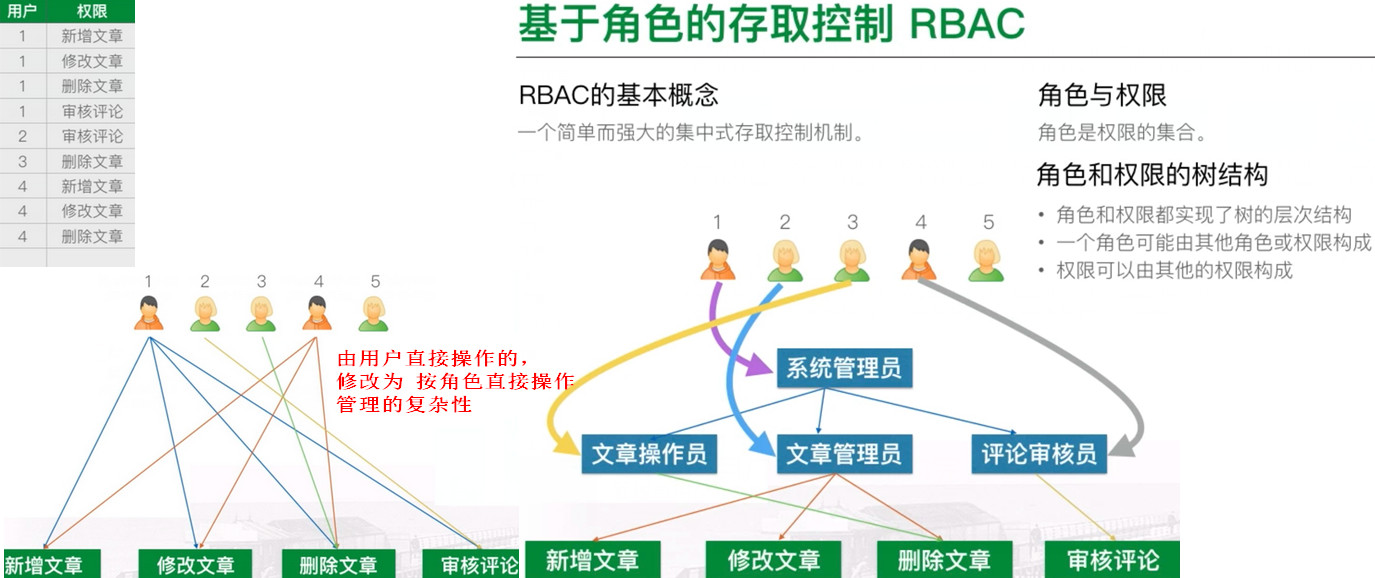 用户 权限
1 新增文章
1 修改文章
1 删除文章
1 审核评论
2 审核评论
3 删除文章
4 新增文章
4 修改文章
4 删除文章
1 2 3 4 5
由用户直接操作的，
修改为 按角色直接操作
管理的复杂性
新增文章 修改文章 删除文章 审核评论
基于角色的存取控制 RBAC
RBAC的基本概念
一个简单而强大的集中式存取控制机制。
角色与权限
角色是权限的集合。
角色和权限的树结构
• 角色和权限都实现了树的层次结构
• 一个角色可能由其他角色或权限构成
• 权限可以由其他的权限构成
1 2 3 4 5
系统管理员
文章操作员 文章管理员 评论审核员
新增文章 修改文章 删除文章 审核评论